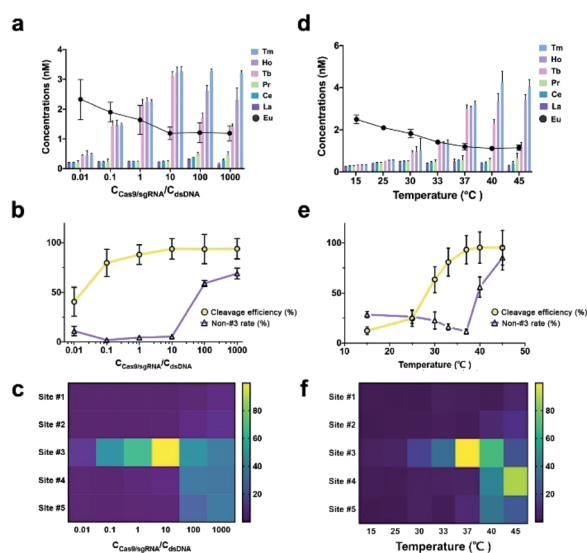 a
Concentrations (nM)
4
3
2
1
0
0.01 0.1 1 10 100 1000
C Cas9/sgRNA/C dsDNA
Tm
Ho
Tb
Pr
Ce
La
Eu
d
Concentrations (nM)
6
4
2
0
15 25 30 33 37 40 45
Temperature (°C )
Tm
Ho
Tb
Pr
Ce
La
Eu
b
100
50
0
0.01 0.1 1 10 100 1000
C Cas9/sgRNA/C dsDNA
Cleavage efficiency (%)
Non-#3 rate (%)
e
100
50
0
10 20 30 40 50
Temperature (℃)
Cleavage efficiency (%)
Non-#3 rate (%)
c
Site #1
Site #2
Site #3
Site #4
Site #5
0.01 0.1 1 10 100 1000
C Cas9/sgRNA/C dsDNA
80
60
40
20
f
Site #1
Site #2
Site #3
Site #4
Site #5
15 25 30 33 37 40 45
Temperature (℃)
80
60
40
20